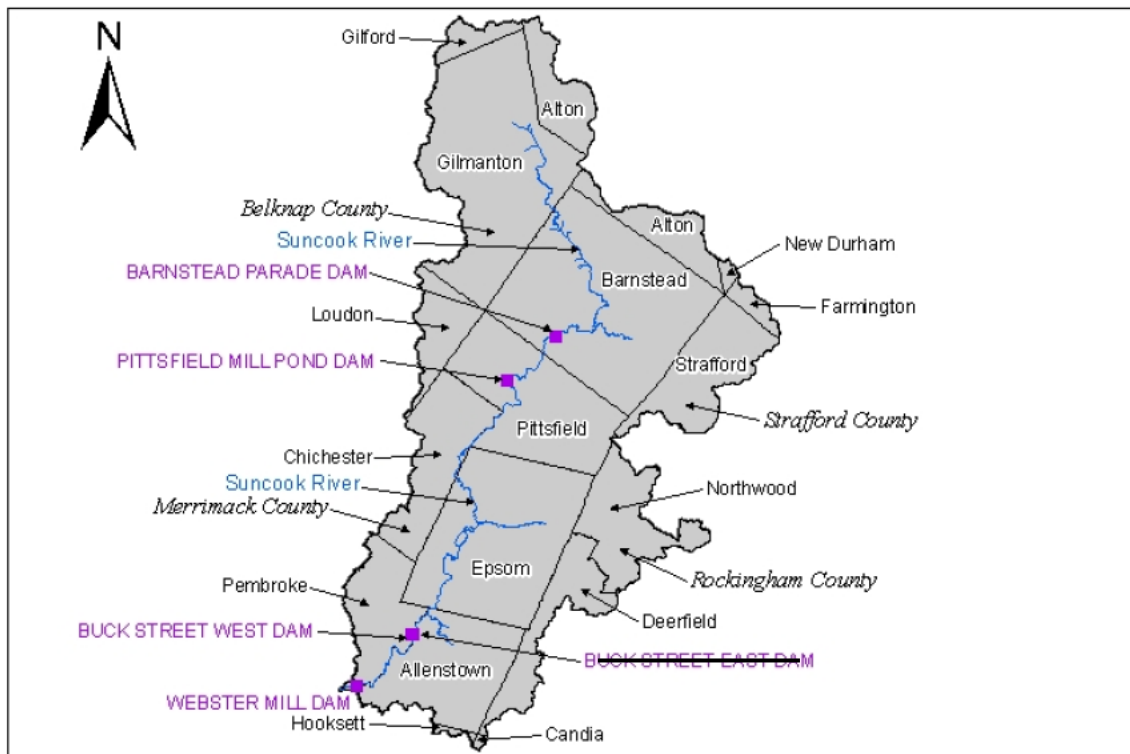 N
Gilford
Alton
Gilmanton
Belknap County
Alton
Suncook River
New Durham
BARNSTEAD PARADE DAM
Barnstead
Farmington
Loudon
PITTSFIELD MILL POND DAM
Strafford
Strafford County
Pittsfield
Chichester
Suncook River
Northwood
Merrimack County
Epsom
Rockingham County
Pembroke
Deerfield
BUCK STREET WEST DAM
BUCK STREET EAST DAM
Allenstown
WEBSTER MILL DAM
Hooksett
Candia